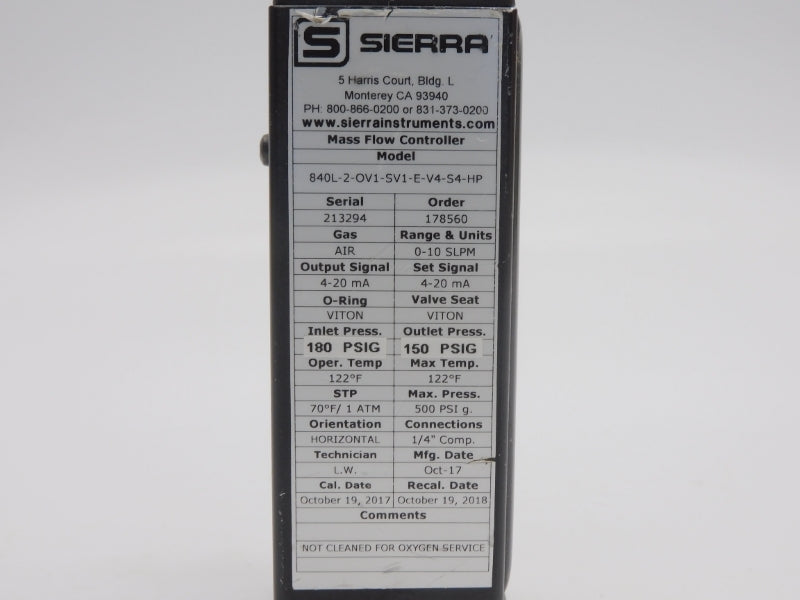 S SIERRA
5 Harris Court, Bldg. L
Monterey CA 93940
PH: 800-866-0200 or 831-373-0200
www.sierrainstruments.com
Mass Flow Controller
Model
840L-2-OV1-SV1-E-V4-S4-HP
Serial Order
213294 178560
Gas Range & Units
AIR 0-10 SLPM
Output Signal Set Signal
4-20 mA 4-20 mA
O-Ring Valve Seat
VITON VITON
Inlet Press. Outlet Press.
180 PSIG 150 PSIG
Oper. Temp Max Temp.
122°F 122°F
STP Max. Press.
70°F/ 1 ATM 500 PSI g.
Orientation Connections
HORIZONTAL 1/4" Comp.
Technician Mfg. Date
L.W. Oct-17
Cal. Date Recal. Date
October 19, 2017 October 19, 2018
Comments
NOT CLEANED FOR OXYGEN SERVICE